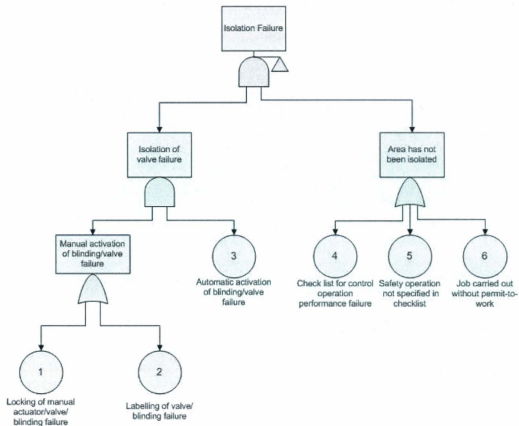 Isolation Failure
Isolation of
valve failure
Area has not
been isolated
Manual activation
of blinding/valve
failure
3
Automatic activation
of blinding/valve
failure
4
Check list for control
operation
performance failure
5
Safety operation
not specified in
checklist
6
Job carried out
without permit-to-
work
1
Locking of manual
actuator/valve/
blinding failure
2
Labelling of valve/
blinding failure